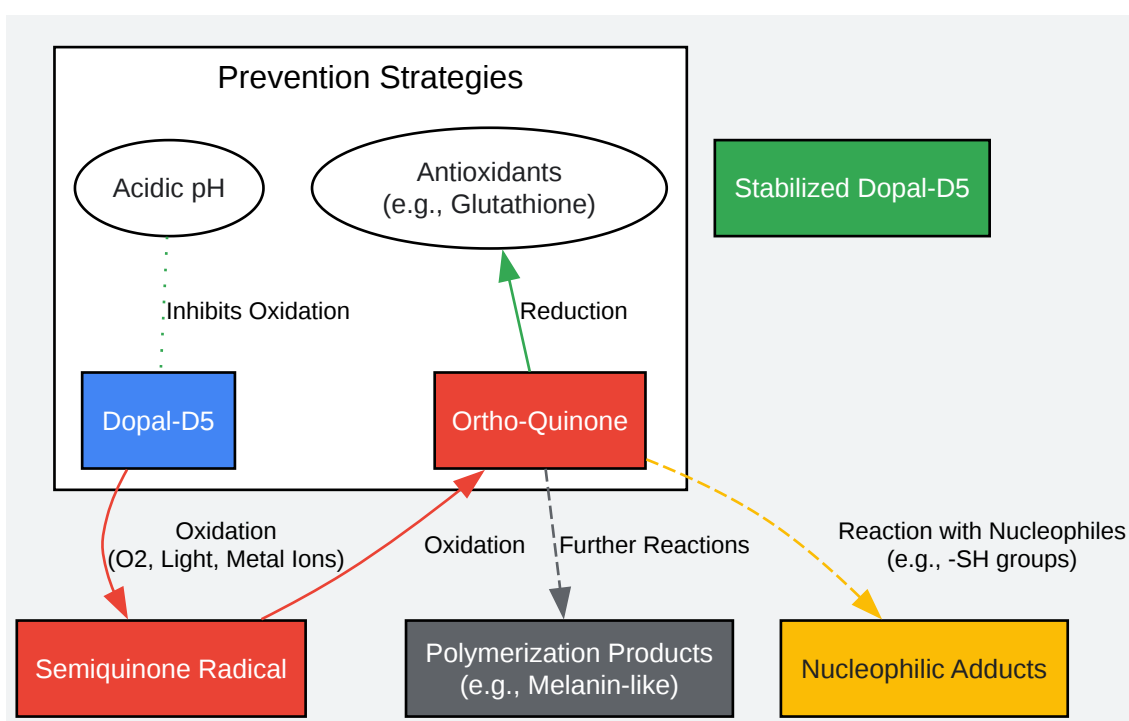 Prevention Strategies
Acidic pH
Antioxidants
(e.g., Glutathione)
Stabilized Dopal-D5
Inhibits Oxidation
Reduction
Dopal-D5
Ortho-Quinone
Oxidation
(O2, Light, Metal Ions)
Oxidation
Further Reactions
Reaction with Nucleophiles
(e.g., -SH groups)
Semiquinone Radical
Polymerization Products
(e.g., Melanin-like)
Nucleophilic Adducts